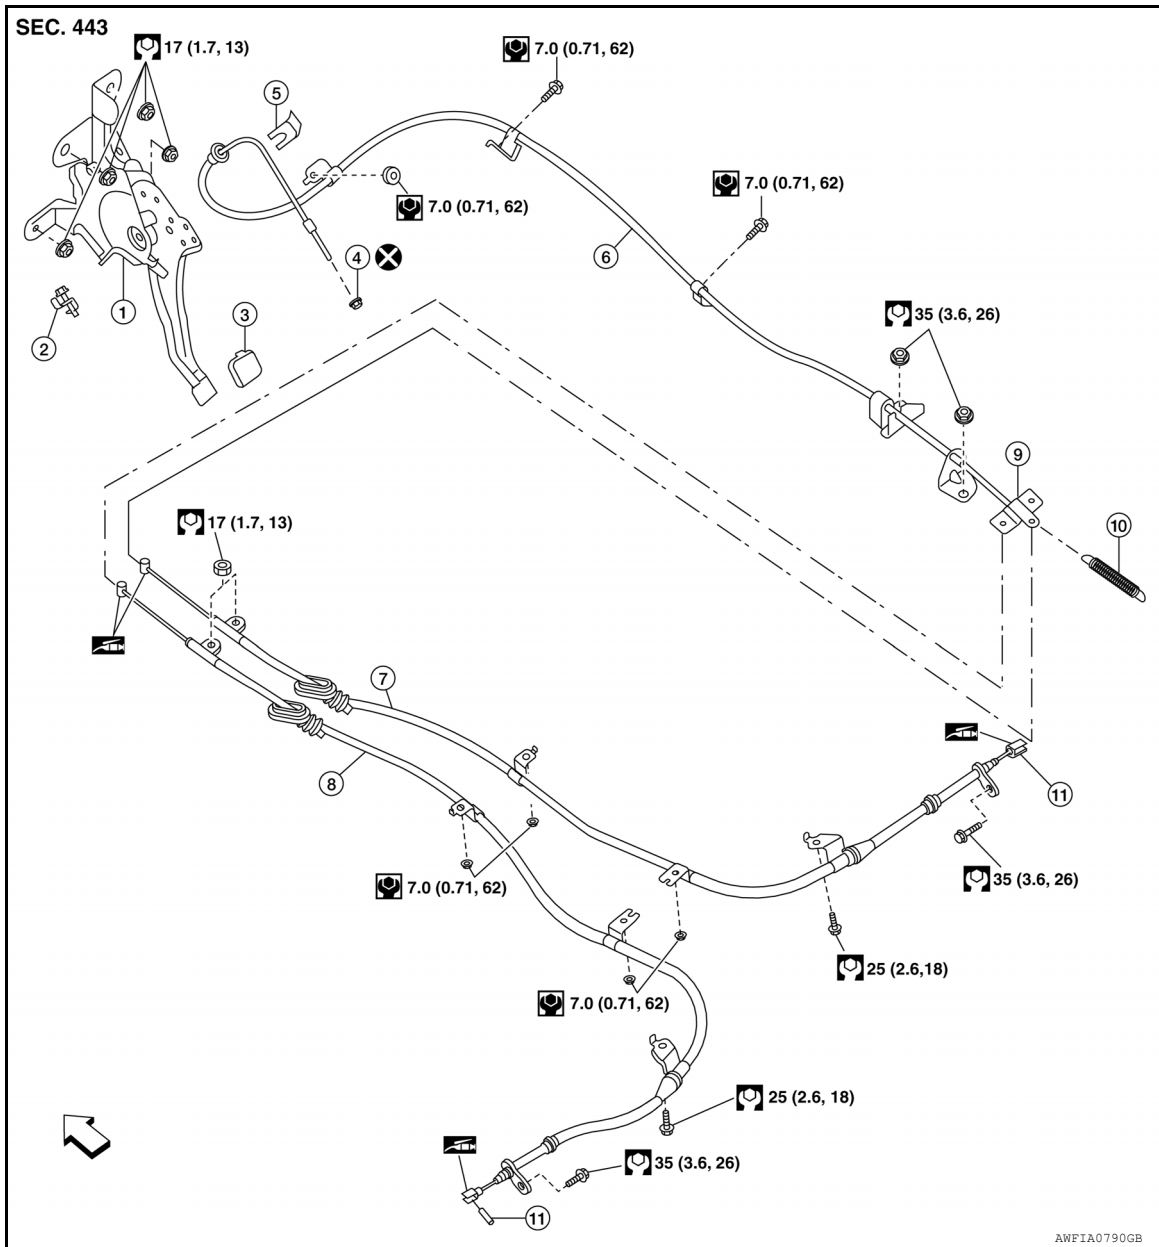 SEC. 443
17 (1.7, 13)
7.0 (0.71, 62)
5
7.0 (0.71, 62)
7.0 (0.71, 62)
6
4
1
3
2
35 (3.6, 26)
9
10
17 (1.7, 13)
7
8
11
35 (3.6, 26)
7.0 (0.71, 62)
25 (2.6,18)
7.0 (0.71, 62)
25 (2.6, 18)
35 (3.6, 26)
11
AWFIA0790GB